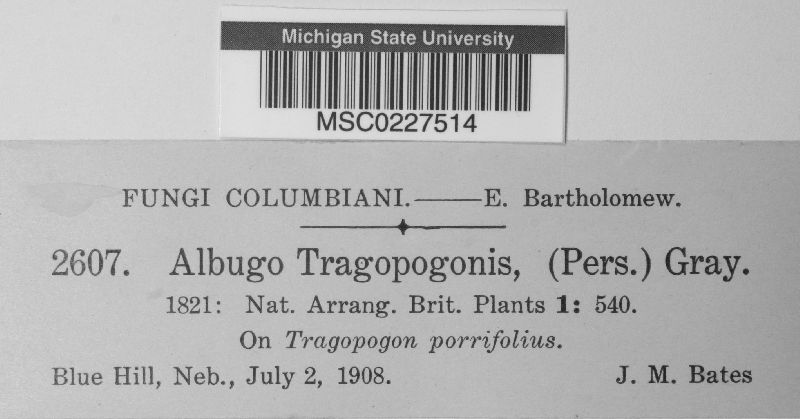 Michigan State University
MSC0227514
FUNGI COLUMBIANI.——E. Bartholomew.
2607. Albugo Tragopogonis, (Pers.) Gray.
1821: Nat. Arrang. Brit. Plants 1: 540.
On Tragopogon porrifolius.
Blue Hill, Neb., July 2, 1908. J. M. Bates